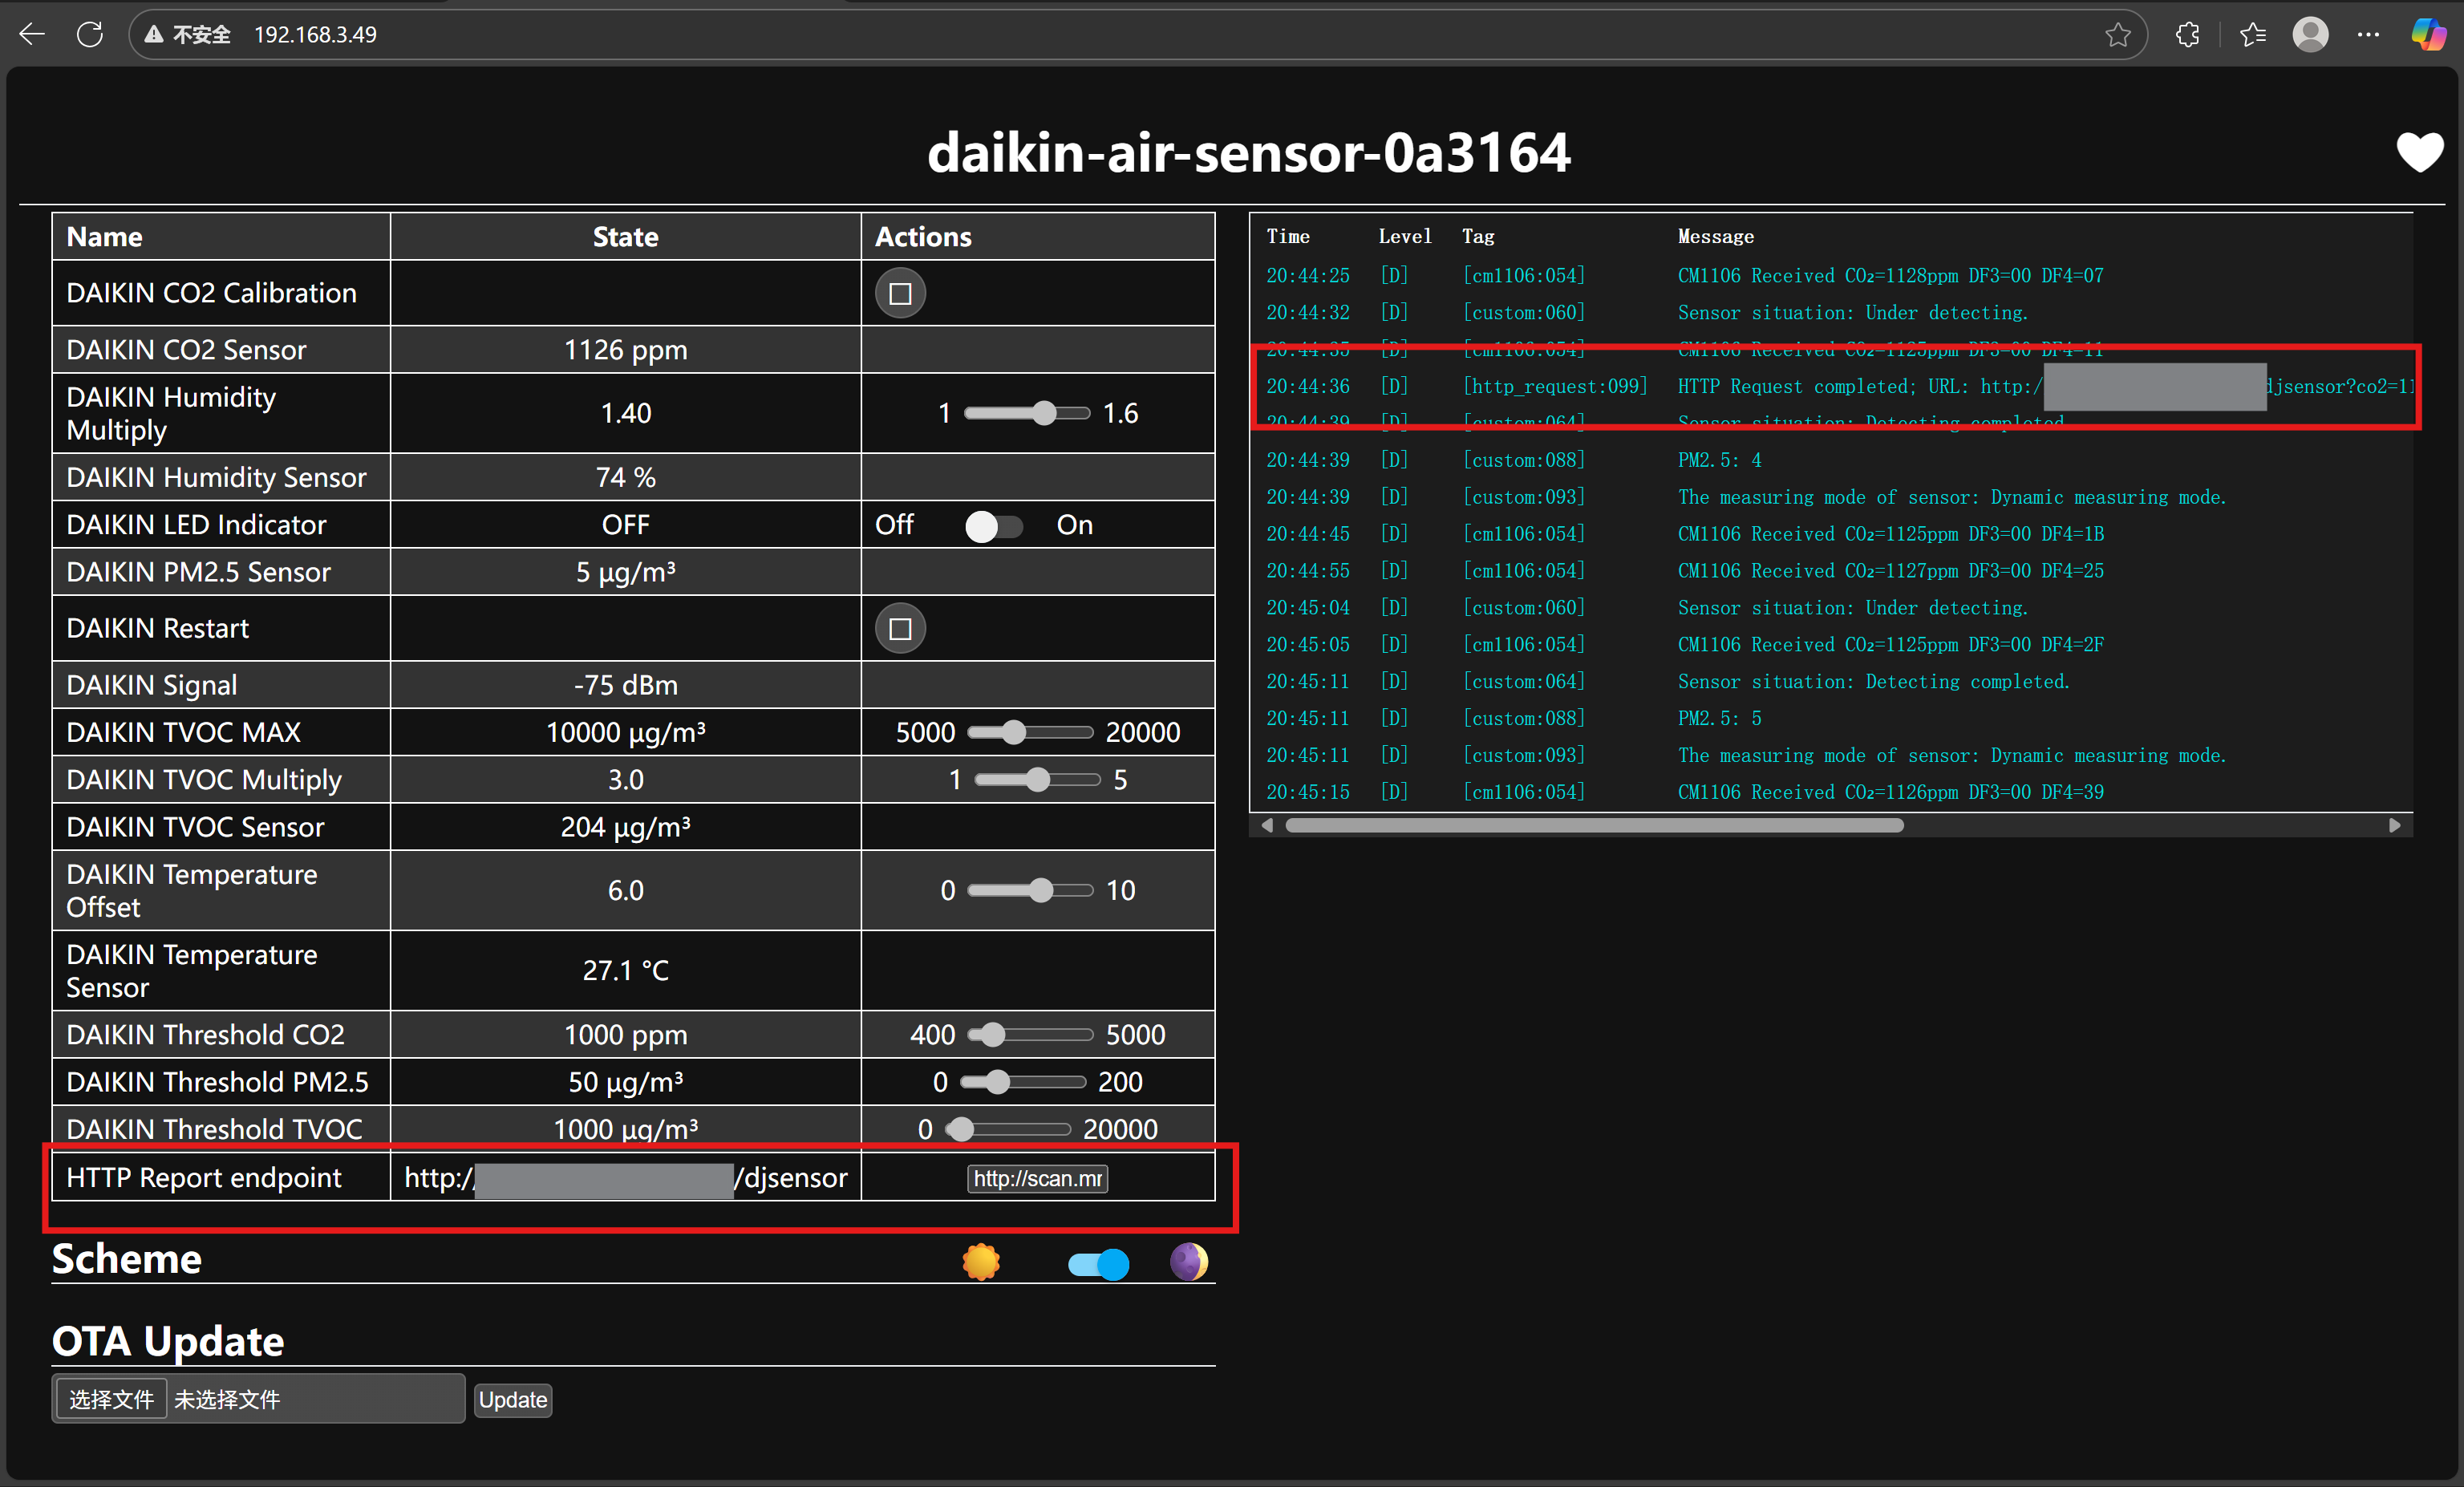 不安全 192.168.3.49
daikin-air-sensor-0a3164
Name State Actions
DAIKIN CO2 Calibration
DAIKIN CO2 Sensor 1126 ppm
DAIKIN Humidity
Multiply 1.40 1 1.6
DAIKIN Humidity Sensor 74 %
DAIKIN LED Indicator OFF Off On
DAIKIN PM2.5 Sensor 5 µg/m³
DAIKIN Restart
DAIKIN Signal -75 dBm
DAIKIN TVOC MAX 10000 µg/m³ 5000 20000
DAIKIN TVOC Multiply 3.0 1 5
DAIKIN TVOC Sensor 204 µg/m³
DAIKIN Temperature
Offset 6.0 0 10
DAIKIN Temperature
Sensor 27.1 °C
DAIKIN Threshold CO2 1000 ppm 400 5000
DAIKIN Threshold PM2.5 50 µg/m³ 0 200
DAIKIN Threshold TVOC 1000 µg/m³ 0 20000
HTTP Report endpoint http:/ /djsensor http://scan.mr
Scheme
OTA Update
选择文件 未选择文件 Update
Time Level Tag Message
20:44:25 [D] [cm1106:054] CM1106 Received CO₂=1128ppm DF3=00 DF4=07
20:44:32 [D] [custom:060] Sensor situation: Under detecting.
20:44:35 [D] [cm1106:054] CM1106 Received CO₂=1125ppm DF3=00 DF4=11
20:44:36 [D] [http_request:099] HTTP Request completed; URL: http:/ djsensor?co2=11
20:44:39 [D] [custom:064] Sensor situation: Detecting completed.
20:44:39 [D] [custom:088] PM2.5: 4
20:44:39 [D] [custom:093] The measuring mode of sensor: Dynamic measuring mode.
20:44:45 [D] [cm1106:054] CM1106 Received CO₂=1125ppm DF3=00 DF4=1B
20:44:55 [D] [cm1106:054] CM1106 Received CO₂=1127ppm DF3=00 DF4=25
20:45:04 [D] [custom:060] Sensor situation: Under detecting.
20:45:05 [D] [cm1106:054] CM1106 Received CO₂=1125ppm DF3=00 DF4=2F
20:45:11 [D] [custom:064] Sensor situation: Detecting completed.
20:45:11 [D] [custom:088] PM2.5: 5
20:45:11 [D] [custom:093] The measuring mode of sensor: Dynamic measuring mode.
20:45:15 [D] [cm1106:054] CM1106 Received CO₂=1126ppm DF3=00 DF4=39